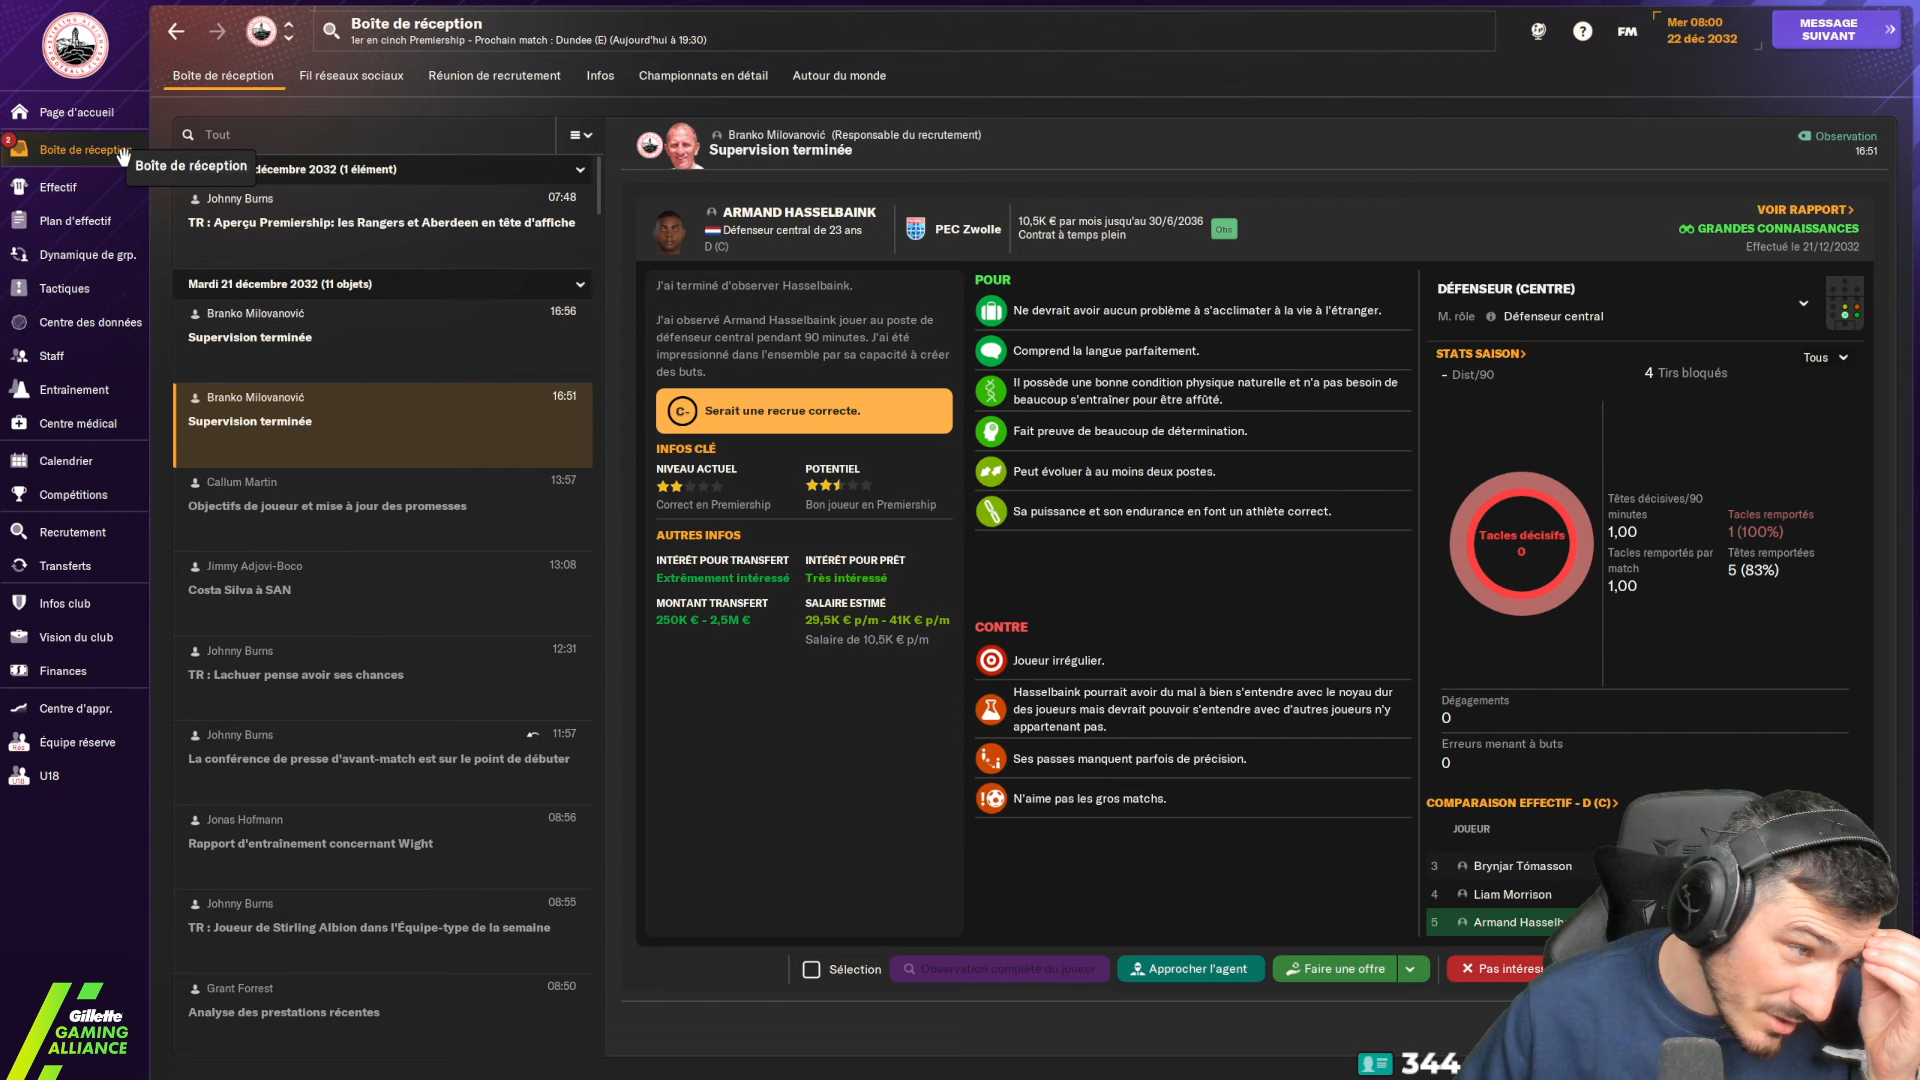 Boîte de réception
1er en cinch Premiership - Prochain match : Dundee (E) (Aujourd'hui à 19:30)
FM
Mer 08:00
22 déc 2032
MESSAGE
SUIVANT
Boîte de réception
Fil réseaux sociaux
Réunion de recrutement
Infos
Championnats en détail
Autour du monde
Page d'accueil
2
Boîte de réception
Effectif
Plan d'effectif
Dynamique de grp.
Tactiques
Centre des données
Staff
Entraînement
Centre médical
Calendrier
Compétitions
Recrutement
Transferts
Infos club
Vision du club
Finances
Centre d'appr.
Équipe réserve
U18
Gillette
GAMING
ALLIANCE
Tout
Boîte de réception
décembre 2032 (1 élément)
Johnny Burns 07:48
TR : Aperçu Premiership: les Rangers et Aberdeen en tête d'affiche
Mardi 21 décembre 2032 (11 objets)
Branko Milovanović 16:56
Supervision terminée
Branko Milovanović 16:51
Supervision terminée
Callum Martin 13:57
Objectifs de joueur et mise à jour des promesses
Jimmy Adjovi-Boco 13:08
Costa Silva à SAN
Johnny Burns 12:31
TR : Lachuer pense avoir ses chances
Johnny Burns 11:57
La conférence de presse d'avant-match est sur le point de débuter
Jonas Hofmann 08:56
Rapport d'entraînement concernant Wight
Johnny Burns 08:55
TR : Joueur de Stirling Albion dans l'Équipe-type de la semaine
Grant Forrest 08:50
Analyse des prestations récentes
Branko Milovanović (Responsable du recrutement)
Supervision terminée
Observation
16:51
ARMAND HASSELBAINK
Défenseur central de 23 ans
D (C)
PEC Zwolle
10,5K € par mois jusqu'au 30/6/2036
Contrat à temps plein
Obs
VOIR RAPPORT>
GRANDES CONNAISSANCES
Effectué le 21/12/2032
J'ai terminé d'observer Hasselbaink.
J'ai observé Armand Hasselbaink jouer au poste de
défenseur central pendant 90 minutes. J'ai été
impressionné dans l'ensemble par sa capacité à créer
des buts.
C- Serait une recrue correcte.
INFOS CLÉ
NIVEAU ACTUEL
Correct en Premiership
POTENTIEL
Bon joueur en Premiership
AUTRES INFOS
INTÉRÊT POUR TRANSFERT
Extrêmement intéressé
INTÉRÊT POUR PRÊT
Très intéressé
MONTANT TRANSFERT
250K € - 2,5M €
SALAIRE ESTIMÉ
29,5K € p/m - 41K € p/m
Salaire de 10,5K € p/m
POUR
Ne devrait avoir aucun problème à s'acclimater à la vie à l'étranger.
Comprend la langue parfaitement.
Il possède une bonne condition physique naturelle et n'a pas besoin de
beaucoup s'entraîner pour être affûté.
Fait preuve de beaucoup de détermination.
Peut évoluer à au moins deux postes.
Sa puissance et son endurance en font un athlète correct.
CONTRE
Joueur irrégulier.
Hasselbaink pourrait avoir du mal à bien s'entendre avec le noyau dur
des joueurs mais devrait pouvoir s'entendre avec d'autres joueurs n'y
appartenant pas.
Ses passes manquent parfois de précision.
N'aime pas les gros matchs.
DÉFENSEUR (CENTRE)
M. rôle Défenseur central
STATS SAISON>
Tous
- Dist/90
4 Tirs bloqués
Tacles décisifs
0
Têtes décisives/90
minutes
1,00
Tacles remportés
1 (100%)
Tacles remportés par
match
1,00
Têtes remportées
5 (83%)
Dégagements
0
Erreurs menant à buts
0
COMPARAISON EFFECTIF - D (C)>
JOUEUR
3 Brynjar Tómasson
4 Liam Morrison
5 Armand Hasselb
Sélection
Observation complète du joueur
Approcher l'agent
Faire une offre
Pas intéres
344